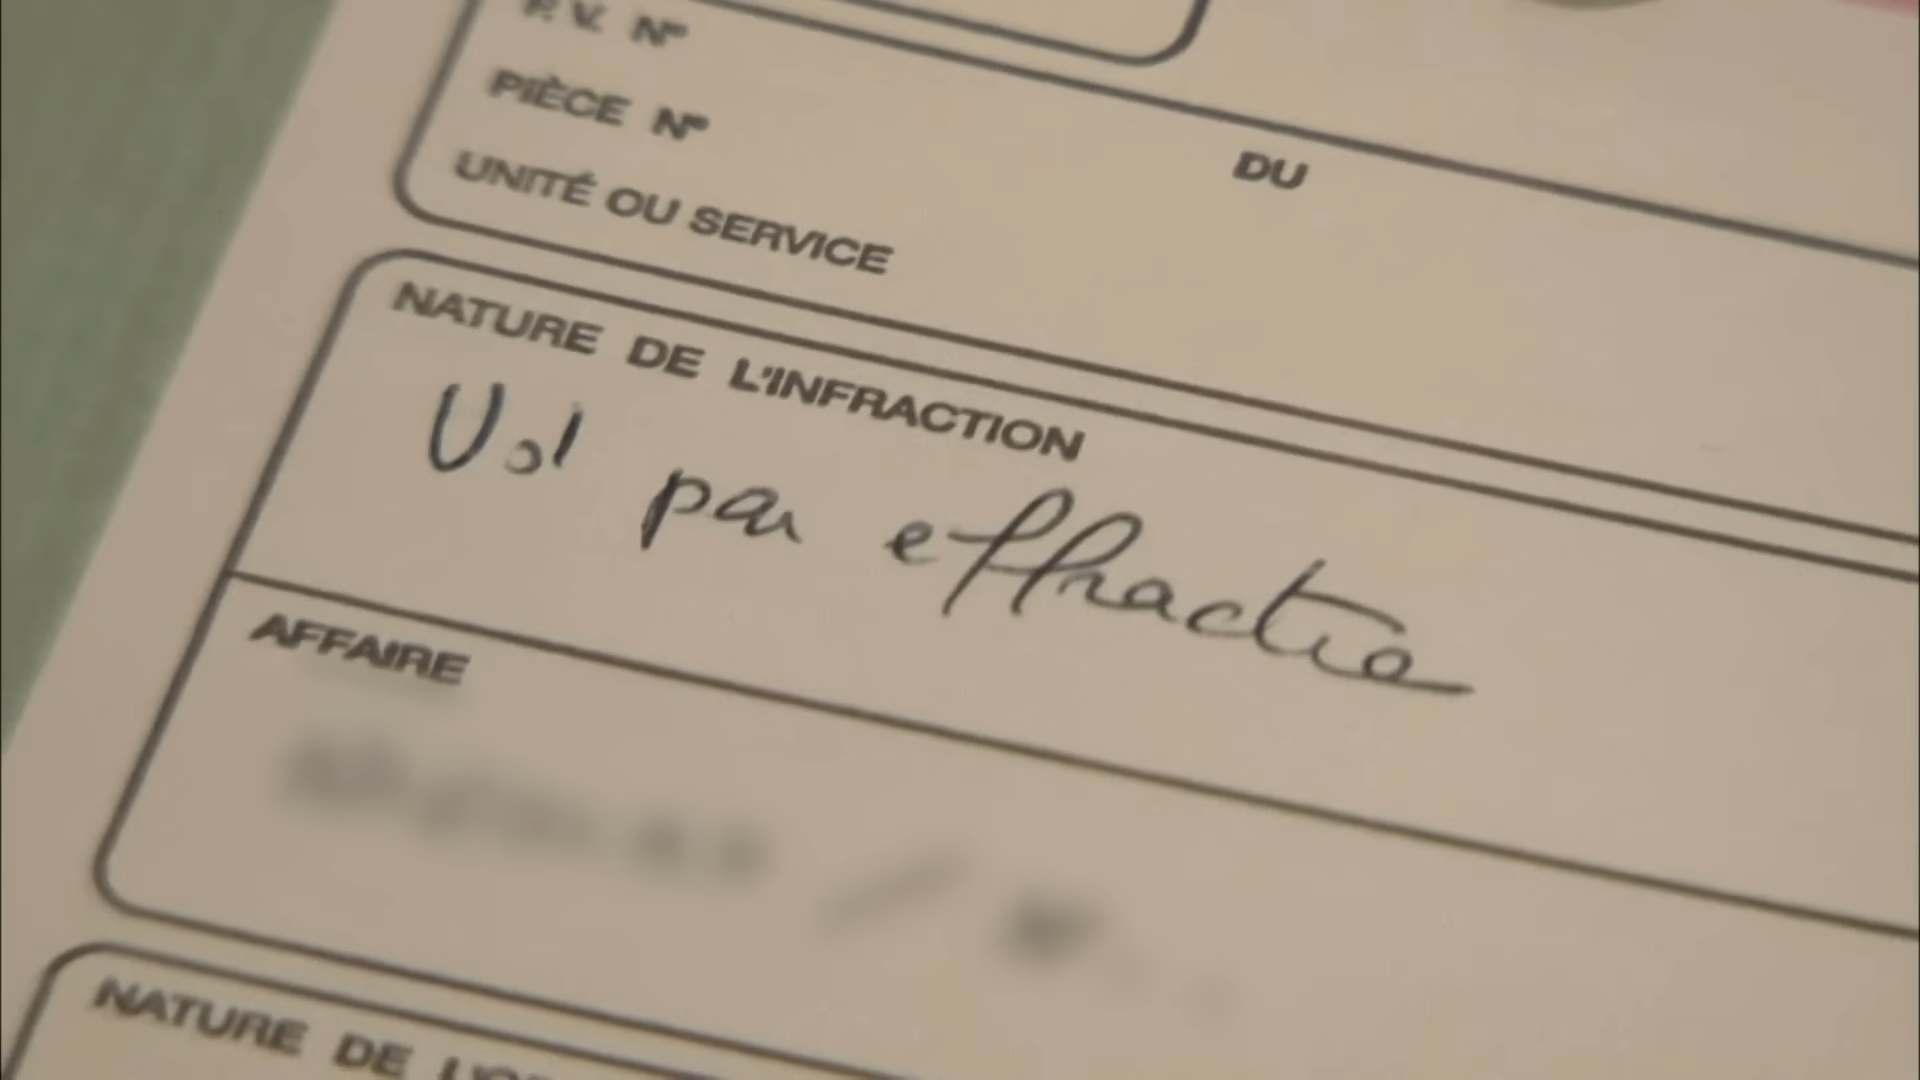 P.V. N°
PIÈCE N° DU
UNITÉ OU SERVICE
NATURE DE L'INFRACTION
Vol par effraction
AFFAIRE
NATURE DE